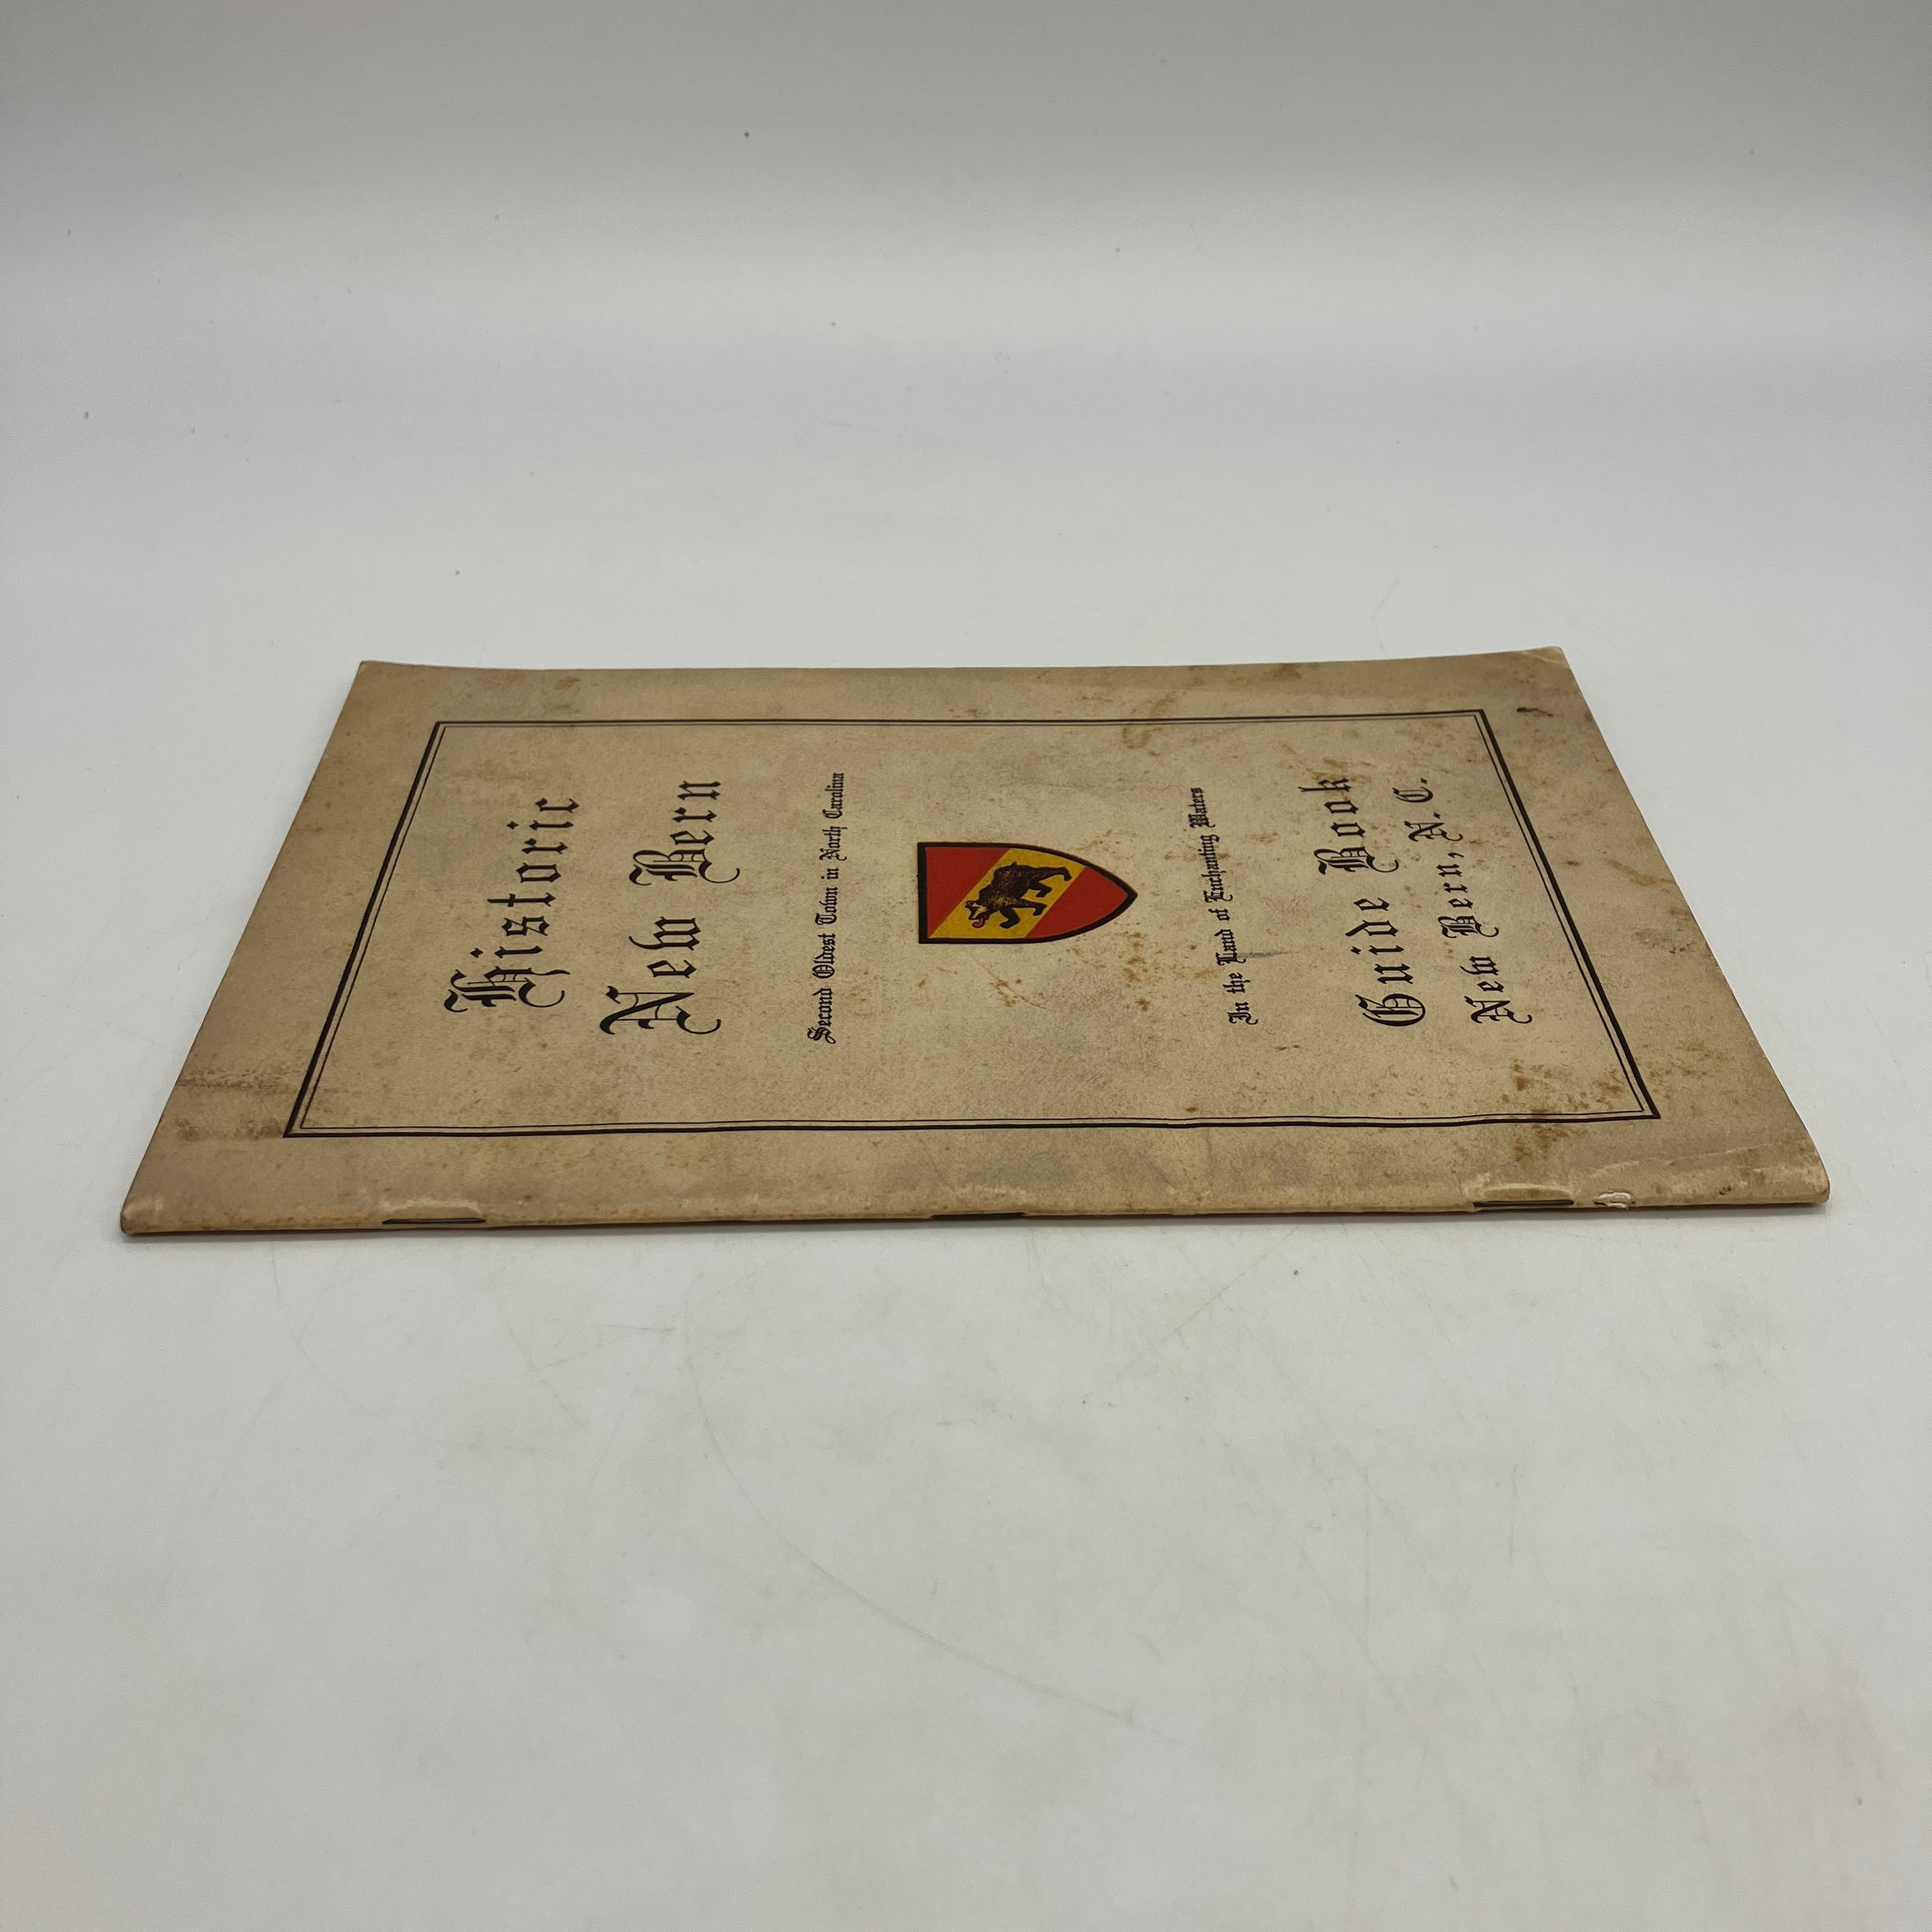 Historic
New Bern
Second Oldest Town in North Carolina
In the Land of Enchanting Waters
Guide Book
New Bern, N. C.